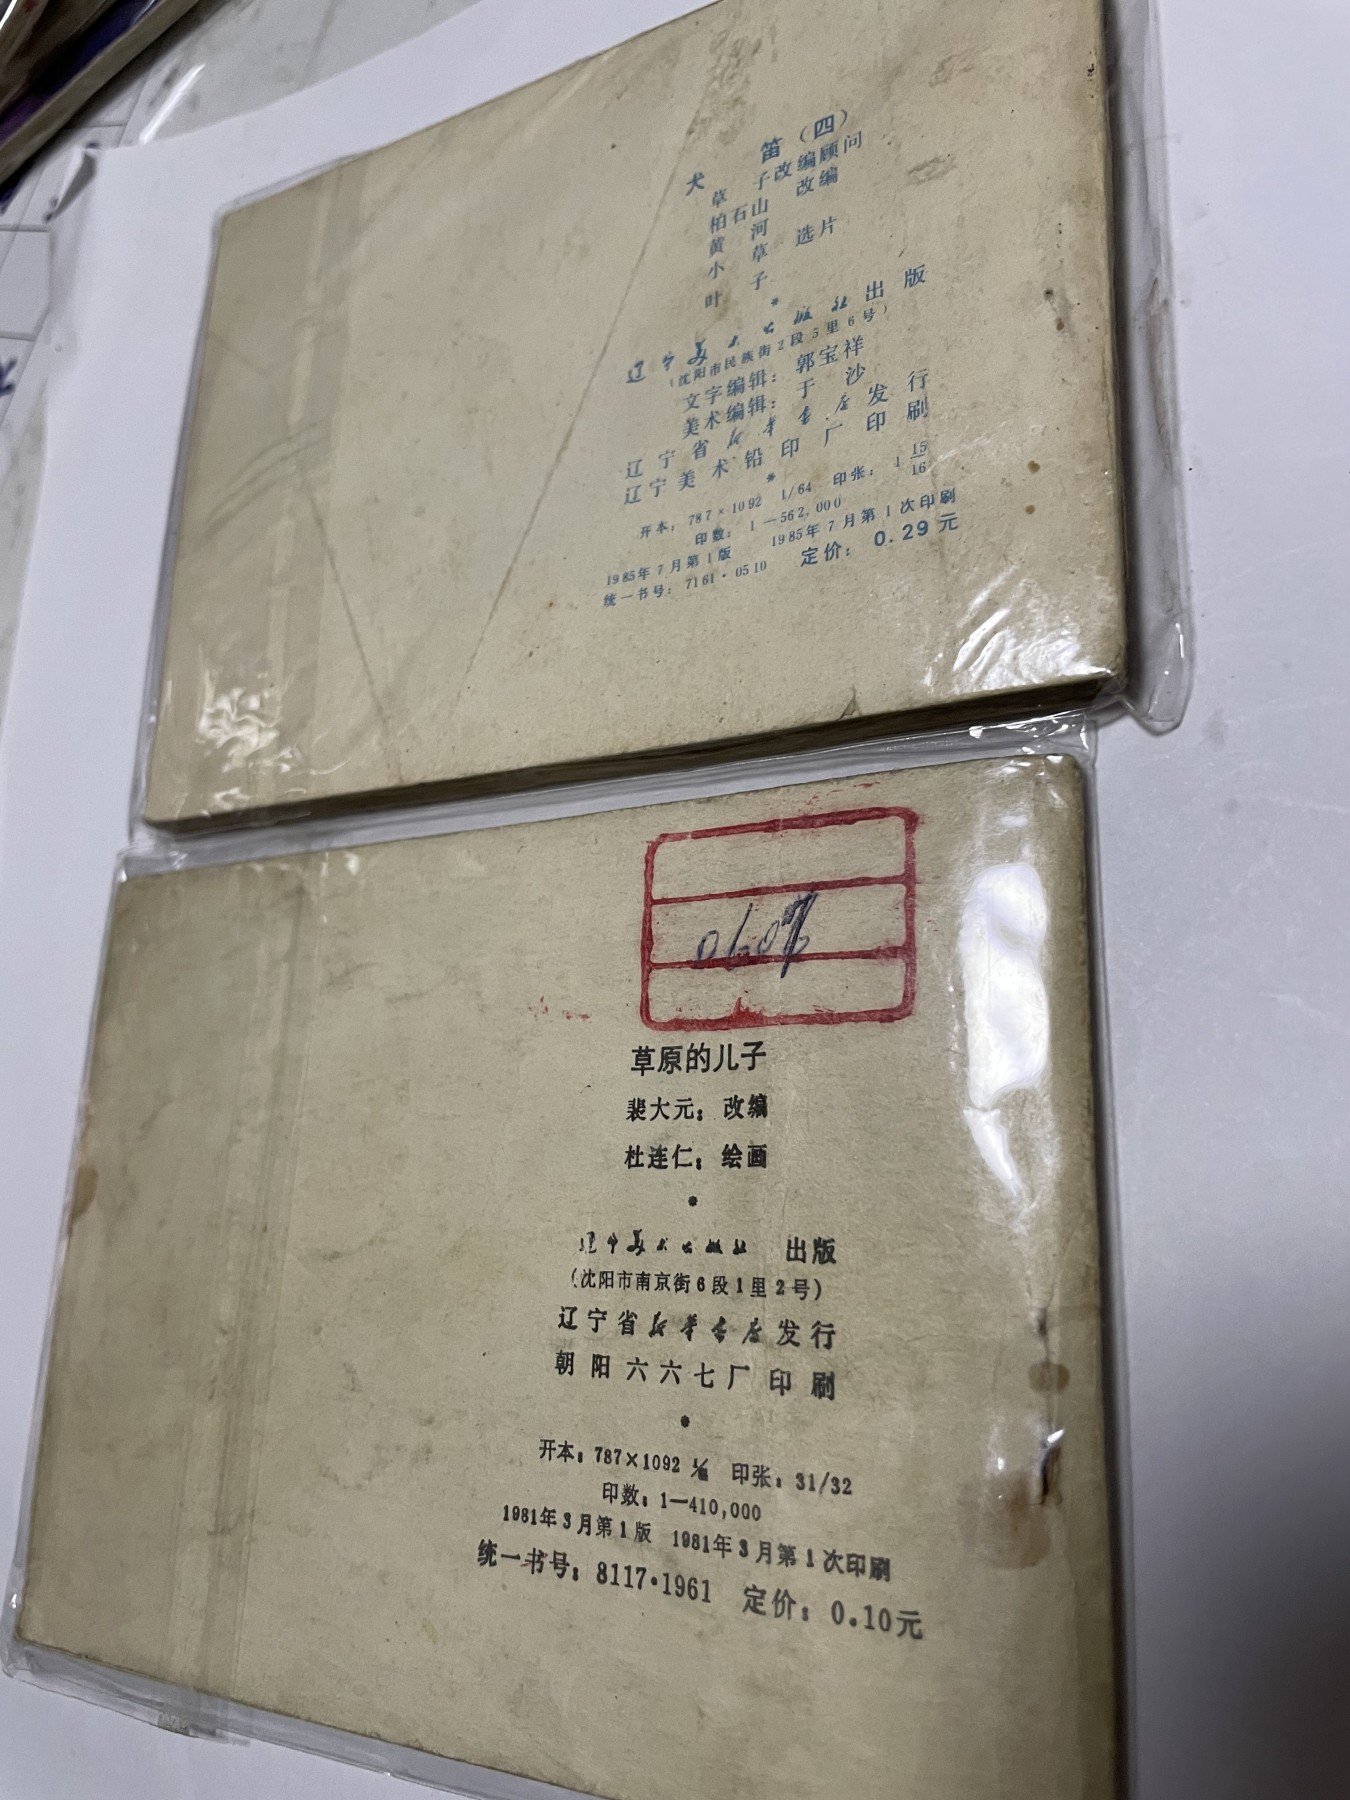 犬笛（四）
草子改编顾问
柏石山改编
黄河
小草选片
叶子
*
辽宁美术出版社出版
（沈阳市民族街2段5里6号）
文字编辑：郭宝祥
美术编辑：于沙
辽宁省新华书店发行
辽宁美术铅印厂印刷
*
开本：787×1092 1/64 印张：1 15/16
印数：1—562,000
1985年7月第1版 1985年7月第1次印刷
统一书号：7161·0510 定价：0.29元
草原的儿子
裴大元：改编
杜连仁：绘画
*
辽宁美术出版社 出版
（沈阳市南京街6段1里2号）
辽宁省新华书店发行
朝阳六六七厂印刷
*
开本：787×1092 印张：31/32
印数：1—410,000
1981年3月第1版 1981年3月第1次印刷
统一书号：8117·1961 定价：0.10元